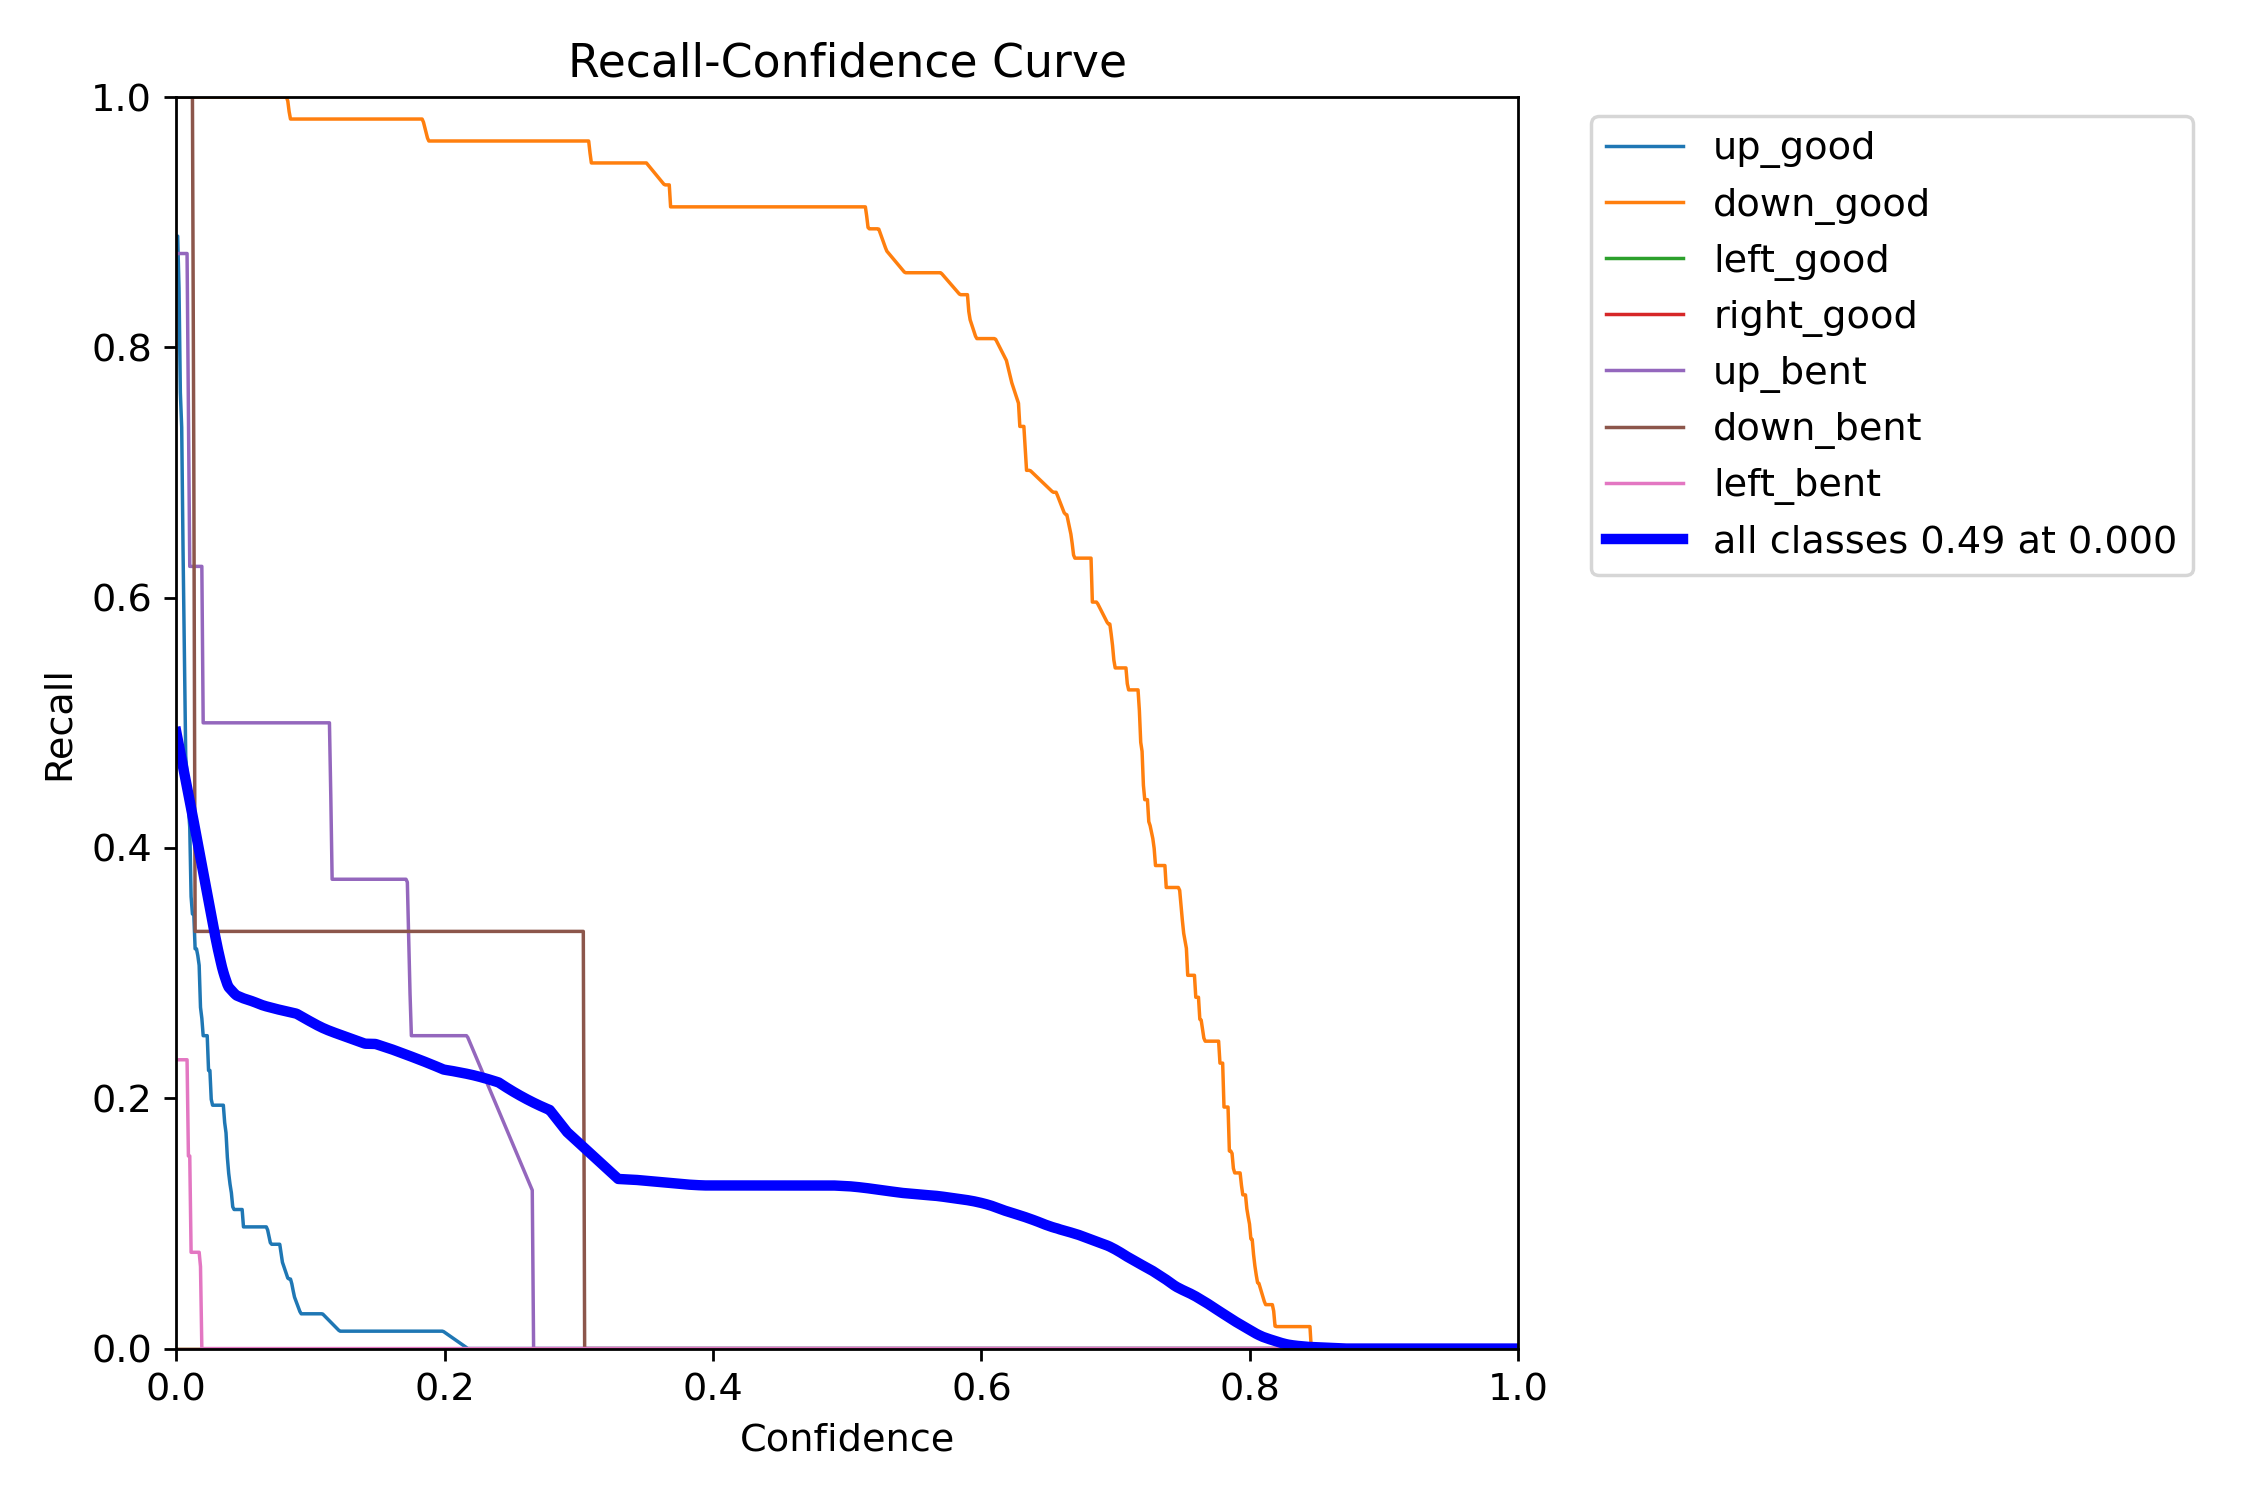 Recall-Confidence Curve
1.0
0.8
0.6
0.4
0.2
0.0
Recall
0.0 0.2 0.4 0.6 0.8 1.0
Confidence
up_good
down_good
left_good
right_good
up_bent
down_bent
left_bent
all classes 0.49 at 0.000